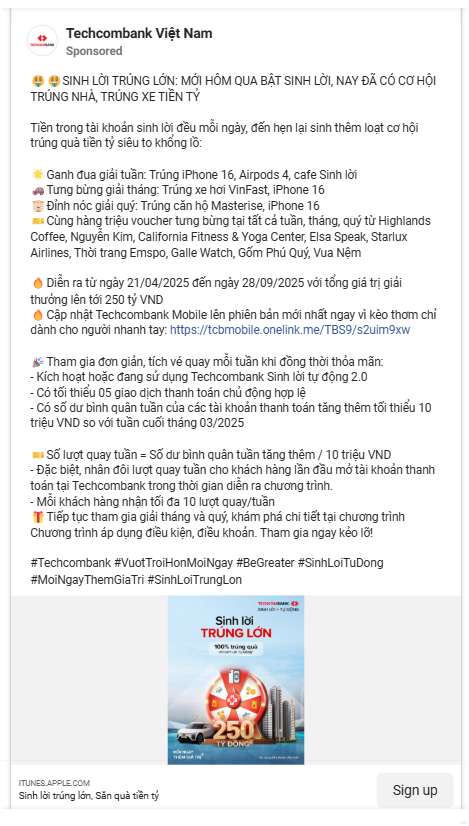 Techcombank Việt Nam
Sponsored
🤑 🤑SINH LỜI TRÚNG LỚN: MỚI HÔM QUA BẬT SINH LỜI, NAY ĐÃ CÓ CƠ HỘI
TRÚNG NHÀ, TRÚNG XE TIỀN TỶ
Tiền trong tài khoản sinh lời đều mỗi ngày, đến hẹn lại sinh thêm loạt cơ hội
trúng quà tiền tỷ siêu to khổng lồ:
🌟 Ganh đua giải tuần: Trúng iPhone 16, Airpods 4, cafe Sinh lời
🚗 Tưng bừng giải tháng: Trúng xe hơi VinFast, iPhone 16
Đỉnh nóc giải quý: Trúng căn hộ Masterise, iPhone 16
🎫 Cùng hàng triệu voucher tưng bừng tại tất cả tuần, tháng, quý từ Highlands
Coffee, Nguyễn Kim, California Fitness & Yoga Center, Elsa Speak, Starlux
Airlines, Thời trang Emspo, Galle Watch, Gốm Phú Quý, Vua Nệm
🔥 Diễn ra từ ngày 21/04/2025 đến ngày 28/09/2025 với tổng giá trị giải
thưởng lên tới 250 tỷ VND
🔥 Cập nhật Techcombank Mobile lên phiên bản mới nhất ngay vì kèo thơm chỉ
dành cho người nhanh tay: https://tcbmobile.onelink.me/TBS9/s2uim9xw
🎉 Tham gia đơn giản, tích vé quay mỗi tuần khi đồng thời thỏa mãn:
- Kích hoạt hoặc đang sử dụng Techcombank Sinh lời tự động 2.0
- Có tối thiểu 05 giao dịch thanh toán chủ động hợp lệ
- Có số dư bình quân tuần của các tài khoản thanh toán tăng thêm tối thiểu 10
triệu VND so với tuần cuối tháng 03/2025
🎫 Số lượt quay tuần = Số dư bình quân tuần tăng thêm / 10 triệu VND
- Đặc biệt, nhân đôi lượt quay tuần cho khách hàng lần đầu mở tài khoản thanh
toán tại Techcombank trong thời gian diễn ra chương trình.
- Mỗi khách hàng nhận tối đa 10 lượt quay/tuần
🎁 Tiếp tục tham gia giải tháng và quý, khám phá chi tiết tại chương trình
Chương trình áp dụng điều kiện, điều khoản. Tham gia ngay kẻo lỡ!
#Techcombank #VuotTroiHonMoiNgay #BeGreater #SinhLoiTuDong
#MoiNgayThemGiaTri #SinhLoiTrungLon
TECHCOMBANK
SINH LỜI TỰ ĐỘNG
Sinh lời
TRÚNG LỚN
100% trúng quà
250
TỶ ĐỒNG
MỖI NGÀY
THÊM GIÁ TRỊ
ITUNES.APPLE.COM
Sinh lời trúng lớn, Săn quà tiền tỷ
Sign up